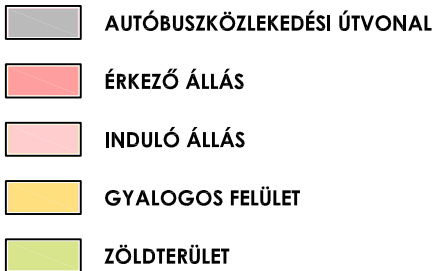 AUTÓBUSZKÖZLEKEDÉSI ÚTVONAL
ÉRKEZŐ ÁLLÁS
INDULÓ ÁLLÁS
GYALOGOS FELÜLET
ZÖLDTERÜLET